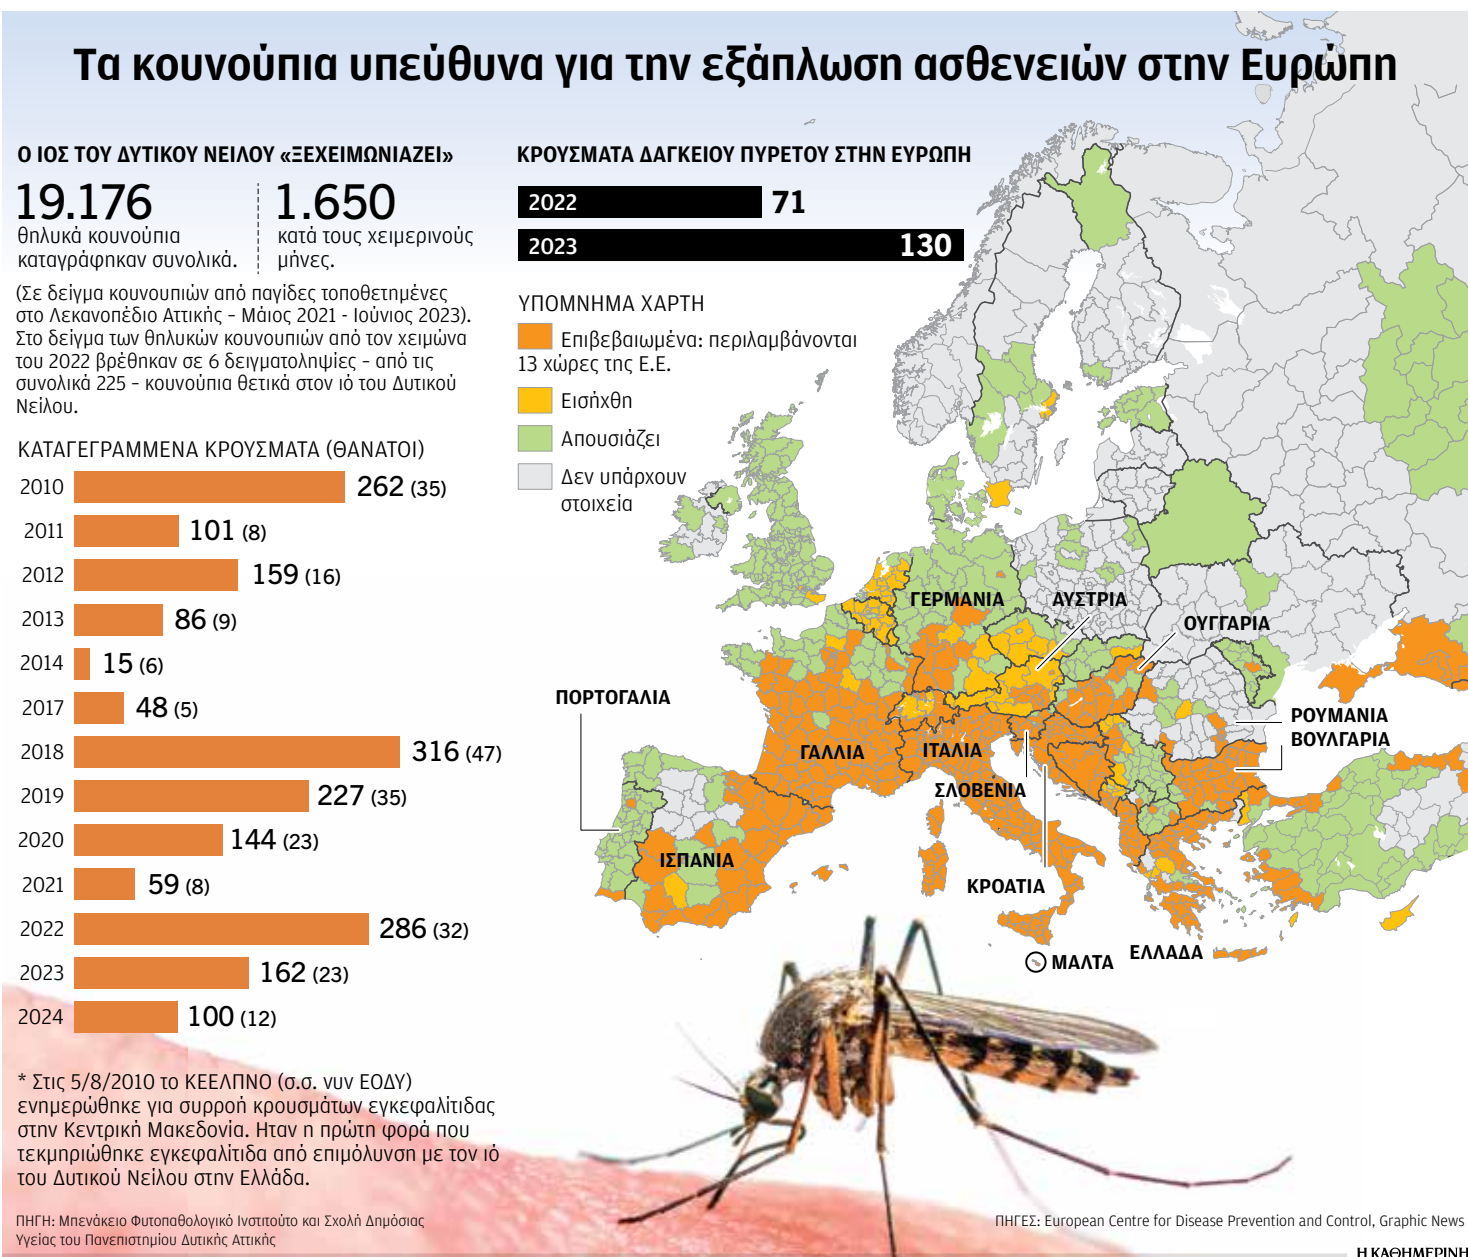 Τα κουνούπια υπεύθυνα για την εξάπλωση ασθενειών στην Ευρώπη
Ο ΙΟΣ ΤΟΥ ΔΥΤΙΚΟΥ ΝΕΙΛΟΥ «ΞΕΧΕΙΜΩΝΙΑΖΕΙ»
19.176
θηλυκά κουνούπια
καταγράφηκαν συνολικά.
1.650
κατά τους χειμερινούς
μήνες.
(Σε δείγμα κουνουπιών από παγίδες τοποθετημένες
στο Λεκανοπέδιο Αττικής – Μάιος 2021 - Ιούνιος 2023).
Στο δείγμα των θηλυκών κουνουπιών από τον χειμώνα
του 2022 βρέθηκαν σε 6 δειγματοληψίες – από τις
συνολικά 225 – κουνούπια θετικά στον ιό του Δυτικού
Νείλου.
ΚΑΤΑΓΕΓΡΑΜΜΕΝΑ ΚΡΟΥΣΜΑΤΑ (ΘΑΝΑΤΟΙ)
2010 262 (35)
2011 101 (8)
2012 159 (16)
2013 86 (9)
2014 15 (6)
2017 48 (5)
2018 316 (47)
2019 227 (35)
2020 144 (23)
2021 59 (8)
2022 286 (32)
2023 162 (23)
2024 100 (12)
* Στις 5/8/2010 το ΚΕΕΛΠΝΟ (σ.σ. νυν ΕΟΔΥ)
ενημερώθηκε για συρροή κρουσμάτων εγκεφαλίτιδας
στην Κεντρική Μακεδονία. Ηταν η πρώτη φορά που
τεκμηριώθηκε εγκεφαλίτιδα από επιμόλυνση με τον ιό
του Δυτικού Νείλου στην Ελλάδα.
ΠΗΓΗ: Μπενάκειο Φυτοπαθολογικό Ινστιτούτο και Σχολή Δημόσιας
Υγείας του Πανεπιστημίου Δυτικής Αττικής
ΚΡΟΥΣΜΑΤΑ ΔΑΓΚΕΙΟΥ ΠΥΡΕΤΟΥ ΣΤΗΝ ΕΥΡΩΠΗ
2022 71
2023 130
ΥΠΟΜΝΗΜΑ ΧΑΡΤΗ
Επιβεβαιωμένα: περιλαμβάνονται
13 χώρες της Ε.Ε.
Εισήχθη
Απουσιάζει
Δεν υπάρχουν
στοιχεία
ΓΕΡΜΑΝΙΑ
ΑΥΣΤΡΙΑ
ΟΥΓΓΑΡΙΑ
ΠΟΡΤΟΓΑΛΙΑ
ΡΟΥΜΑΝΙΑ
ΒΟΥΛΓΑΡΙΑ
ΓΑΛΛΙΑ
ΙΤΑΛΙΑ
ΣΛΟΒΕΝΙΑ
ΙΣΠΑΝΙΑ
ΚΡΟΑΤΙΑ
ΕΛΛΑΔΑ
ΜΑΛΤΑ
ΠΗΓΕΣ: European Centre for Disease Prevention and Control, Graphic News
Η ΚΑΘΗΜΕΡΙΝΗ